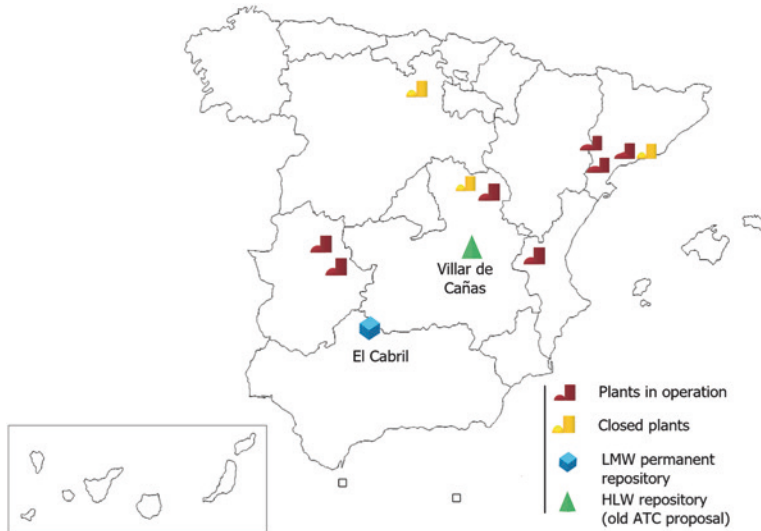 Villar de
Cañas
El Cabril
Plants in operation
Closed plants
LMW permanent
repository
HLW repository
(old ATC proposal)